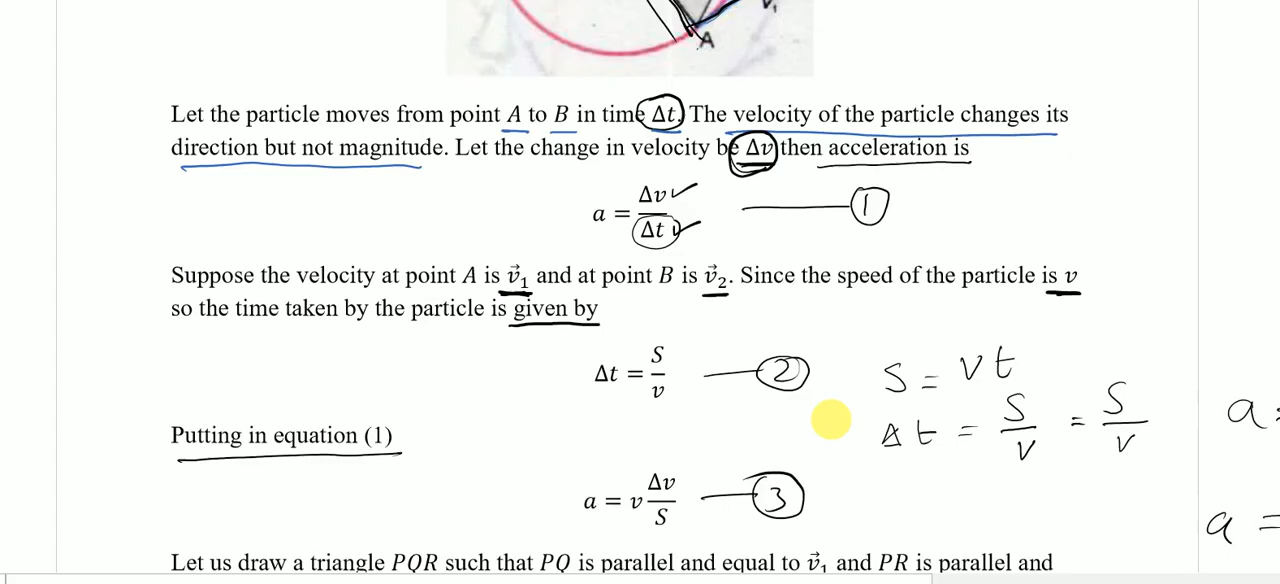 V₁
A
Let the particle moves from point A to B in time Δt. The velocity of the particle changes its
direction but not magnitude. Let the change in velocity be Δv then acceleration is
a = Δv/Δt ——— 1
Suppose the velocity at point A is v⃗₁ and at point B is v⃗₂. Since the speed of the particle is v
so the time taken by the particle is given by
Δt = S/v ——— 2
S = vt
Δt = S/v = S/v
a =
Putting in equation (1)
a = v Δv/S ——— 3
a =
Let us draw a triangle PQR such that PQ is parallel and equal to v⃗₁ and PR is parallel and